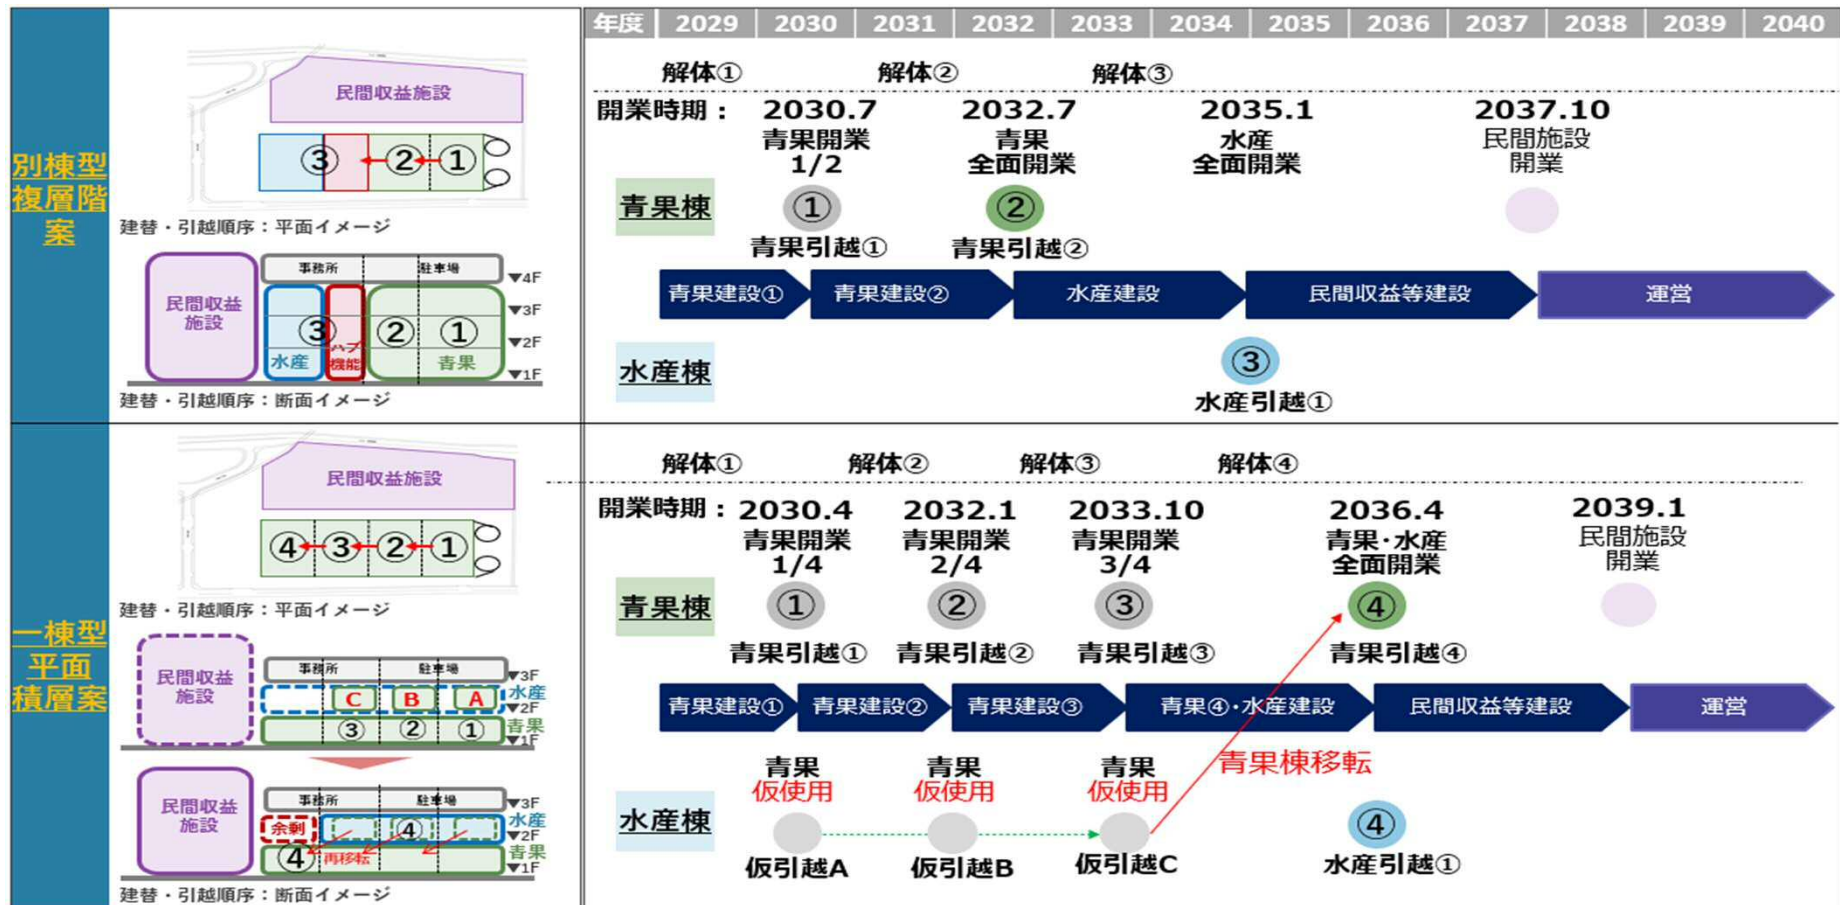 年度 2029 2030 2031 2032 2033 2034 2035 2036 2037 2038 2039 2040
別棟型
複層階
案
民間収益施設
③ ② ①
建替・引越順序：平面イメージ
民間収益
施設
事務所 駐車場
▼4F
▼3F
▼2F
▼1F
③ ② ①
水産 ハブ
機能 青果
建替・引越順序：断面イメージ
解体① 解体② 解体③
開業時期： 2030.7 2032.7 2035.1 2037.10
青果開業
1/2
青果
全面開業
水産
全面開業
民間施設
開業
青果棟 ① ②
青果引越① 青果引越②
青果建設① 青果建設② 水産建設 民間収益等建設 運営
水産棟 ③
水産引越①
一棟型
平面
積層案
民間収益施設
④ ③ ② ①
建替・引越順序：平面イメージ
民間収益
施設
事務所 駐車場
▼3F
水産
C B A
▼2F
青果
③ ② ①
▼1F
民間収益
施設
事務所 駐車場
▼3F
水産
余剰 ④
▼2F
青果
④ 再移転
▼1F
建替・引越順序：断面イメージ
解体① 解体② 解体③ 解体④
開業時期： 2030.4 2032.1 2033.10 2036.4 2039.1
青果開業
1/4
青果開業
2/4
青果開業
3/4
青果・水産
全面開業
民間施設
開業
青果棟 ① ② ③ ④
青果引越① 青果引越② 青果引越③ 青果引越④
青果建設① 青果建設② 青果建設③ 青果④・水産建設 民間収益等建設 運営
青果棟移転
青果
仮使用
青果
仮使用
青果
仮使用
水産棟 ④
仮引越A 仮引越B 仮引越C 水産引越①